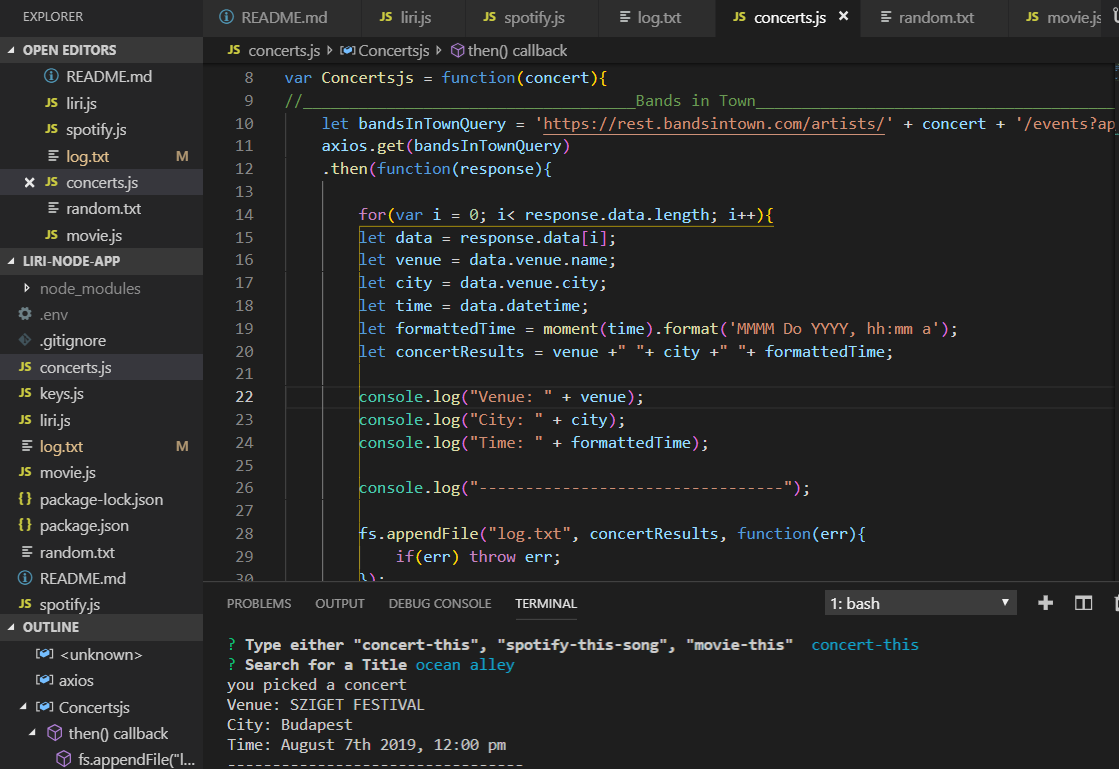 EXPLORER
OPEN EDITORS
README.md
JS liri.js
JS spotify.js
log.txt M
JS concerts.js
random.txt
JS movie.js
LIRI-NODE-APP
node_modules
.env
.gitignore
JS concerts.js
JS keys.js
JS liri.js
log.txt M
JS movie.js
{} package-lock.json
{} package.json
random.txt
README.md
JS spotify.js
OUTLINE
<unknown>
axios
Concertsjs
then() callback
fs.appendFile("l...
README.md JS liri.js JS spotify.js log.txt JS concerts.js × random.txt JS movie.js
JS concerts.js Concertsjs then() callback
8 var Concertsjs = function(concert){
9 //____________________________________Bands in Town_______________________________________
10 let bandsInTownQuery = 'https://rest.bandsintown.com/artists/' + concert + '/events?ap
11 axios.get(bandsInTownQuery)
12 .then(function(response){
13
14 for(var i = 0; i< response.data.length; i++){
15 let data = response.data[i];
16 let venue = data.venue.name;
17 let city = data.venue.city;
18 let time = data.datetime;
19 let formattedTime = moment(time).format('MMMM Do YYYY, hh:mm a');
20 let concertResults = venue +" "+ city +" "+ formattedTime;
21
22 console.log("Venue: " + venue);
23 console.log("City: " + city);
24 console.log("Time: " + formattedTime);
25
26 console.log("---------------------------------");
27
28 fs.appendFile("log.txt", concertResults, function(err){
29 if(err) throw err;
30 });
PROBLEMS OUTPUT DEBUG CONSOLE TERMINAL 1: bash
? Type either "concert-this", "spotify-this-song", "movie-this" concert-this
? Search for a Title ocean alley
you picked a concert
Venue: SZIGET FESTIVAL
City: Budapest
Time: August 7th 2019, 12:00 pm
---------------------------------